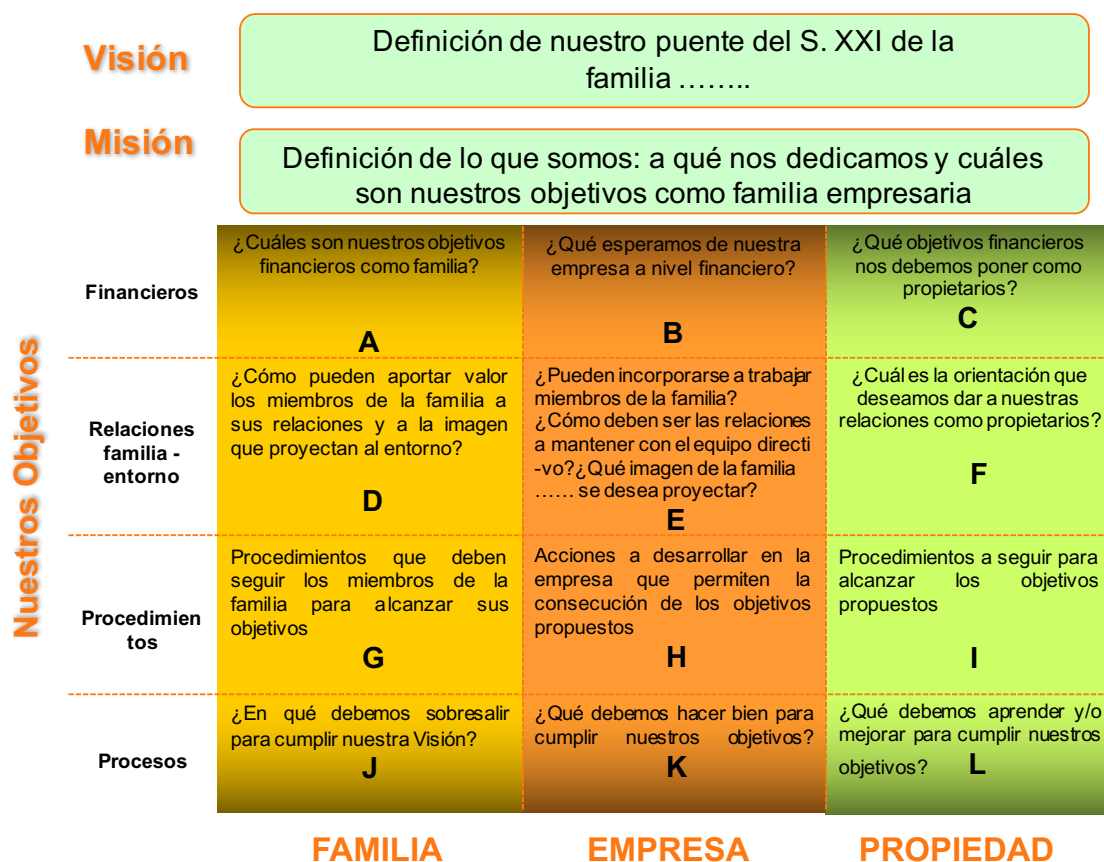 Visión
Definición de nuestro puente del S. XXI de la
familia ……..
Misión
Definición de lo que somos: a qué nos dedicamos y cuáles
son nuestros objetivos como familia empresaria
Nuestros Objetivos
Financieros
¿Cuáles son nuestros objetivos
financieros como familia?
A
¿Qué esperamos de nuestra
empresa a nivel financiero?
B
¿Qué objetivos financieros
nos debemos poner como
propietarios?
C
Relaciones
familia -
entorno
¿Cómo pueden aportar valor
los miembros de la familia a
sus relaciones y a la imagen
que proyectan al entorno?
D
¿Pueden incorporarse a trabajar
miembros de la familia?
¿Cómo deben ser las relaciones
a mantener con el equipo directi
-vo?¿Qué imagen de la familia
…… se desea proyectar?
E
¿Cuál es la orientación que
deseamos dar a nuestras
relaciones como propietarios?
F
Procedimien
tos
Procedimientos que deben
seguir los miembros de la
familia para alcanzar sus
objetivos
G
Acciones a desarrollar en la
empresa que permiten la
consecución de los objetivos
propuestos
H
Procedimientos a seguir para
alcanzar los objetivos
propuestos
I
Procesos
¿En qué debemos sobresalir
para cumplir nuestra Visión?
J
¿Qué debemos hacer bien para
cumplir nuestros objetivos?
K
¿Qué debemos aprender y/o
mejorar para cumplir nuestros
objetivos? L
FAMILIA EMPRESA PROPIEDAD